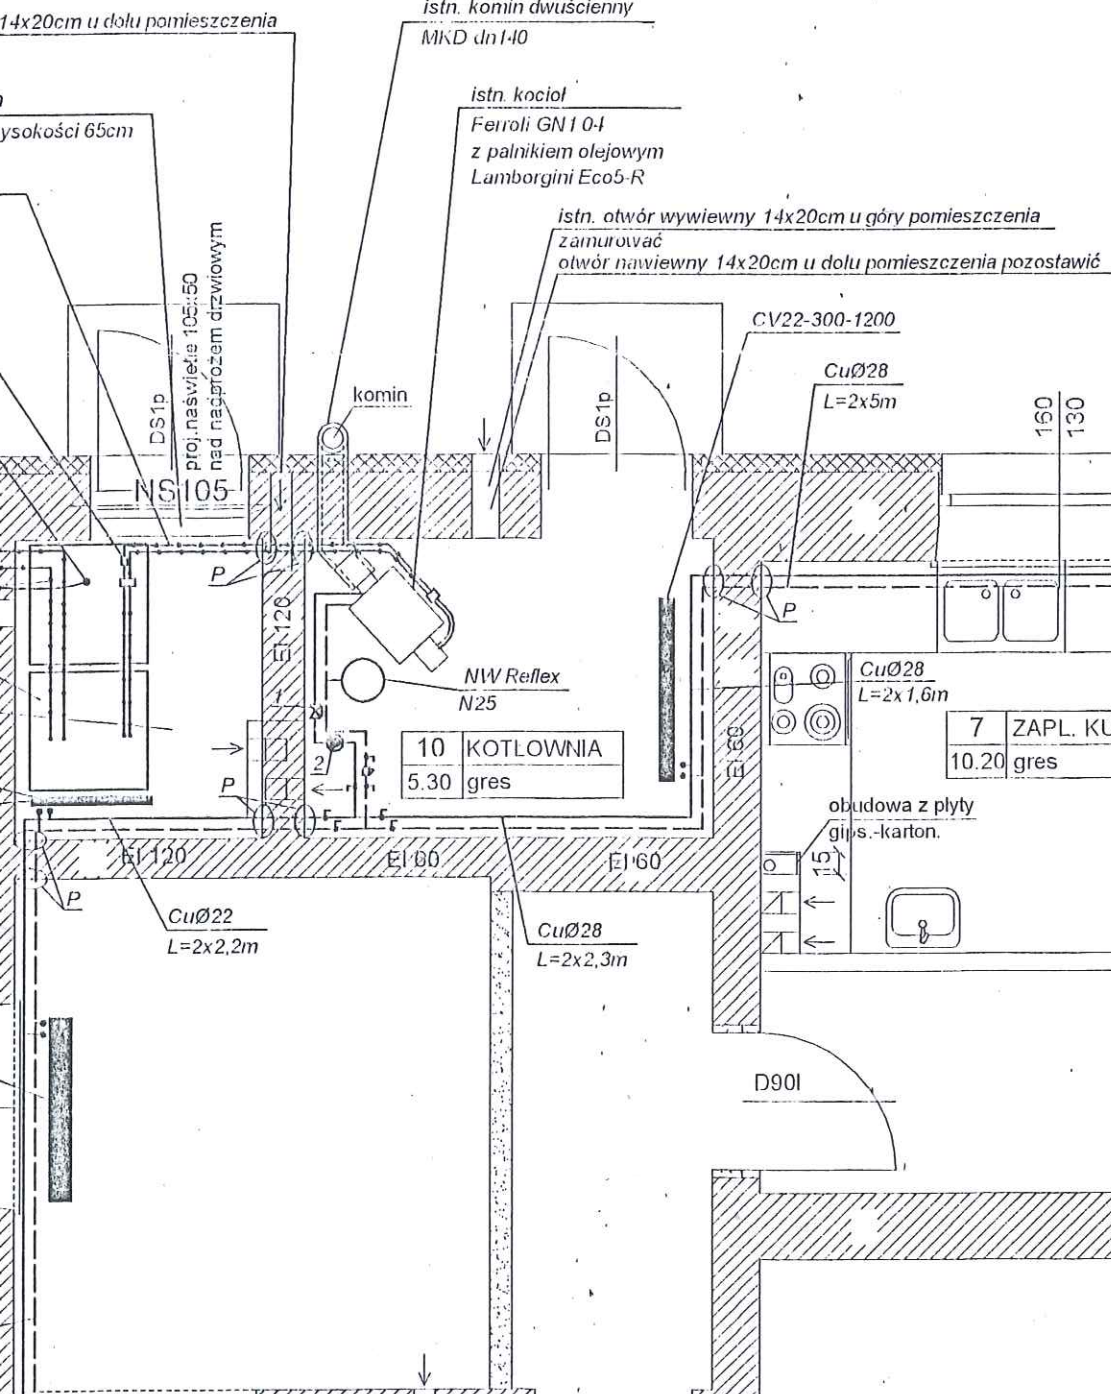 14x20cm u dołu pomieszczenia
istn. komin dwuścienny
MKD dn140
istn. kocioł
Ferroli GN1 04
z palnikiem olejowym
Lamborgini Eco5-R
ysokości 65cm
istn. otwór wywiewny 14x20cm u góry pomieszczenia
zamurować
otwór nawiewny 14x20cm u dołu pomieszczenia pozostawić
CV22-300-1200
CuØ28
L=2x5m
160
130
komin
DS1p
proj.naświetle 105x50
nad nadprożem drzwiowym
DS1p
NS 105
P
EI 120
P
NW Reflex
N25
1
2
10 KOTŁOWNIA
5.30 gres
EI 60
CuØ28
L=2x1,6m
7 ZAPL. KU
10.20 gres
obudowa z płyty
gips.-karton.
15
P
EI 120
EI 60
EI 60
P
CuØ22
L=2x2,2m
CuØ28
L=2x2,3m
D90l